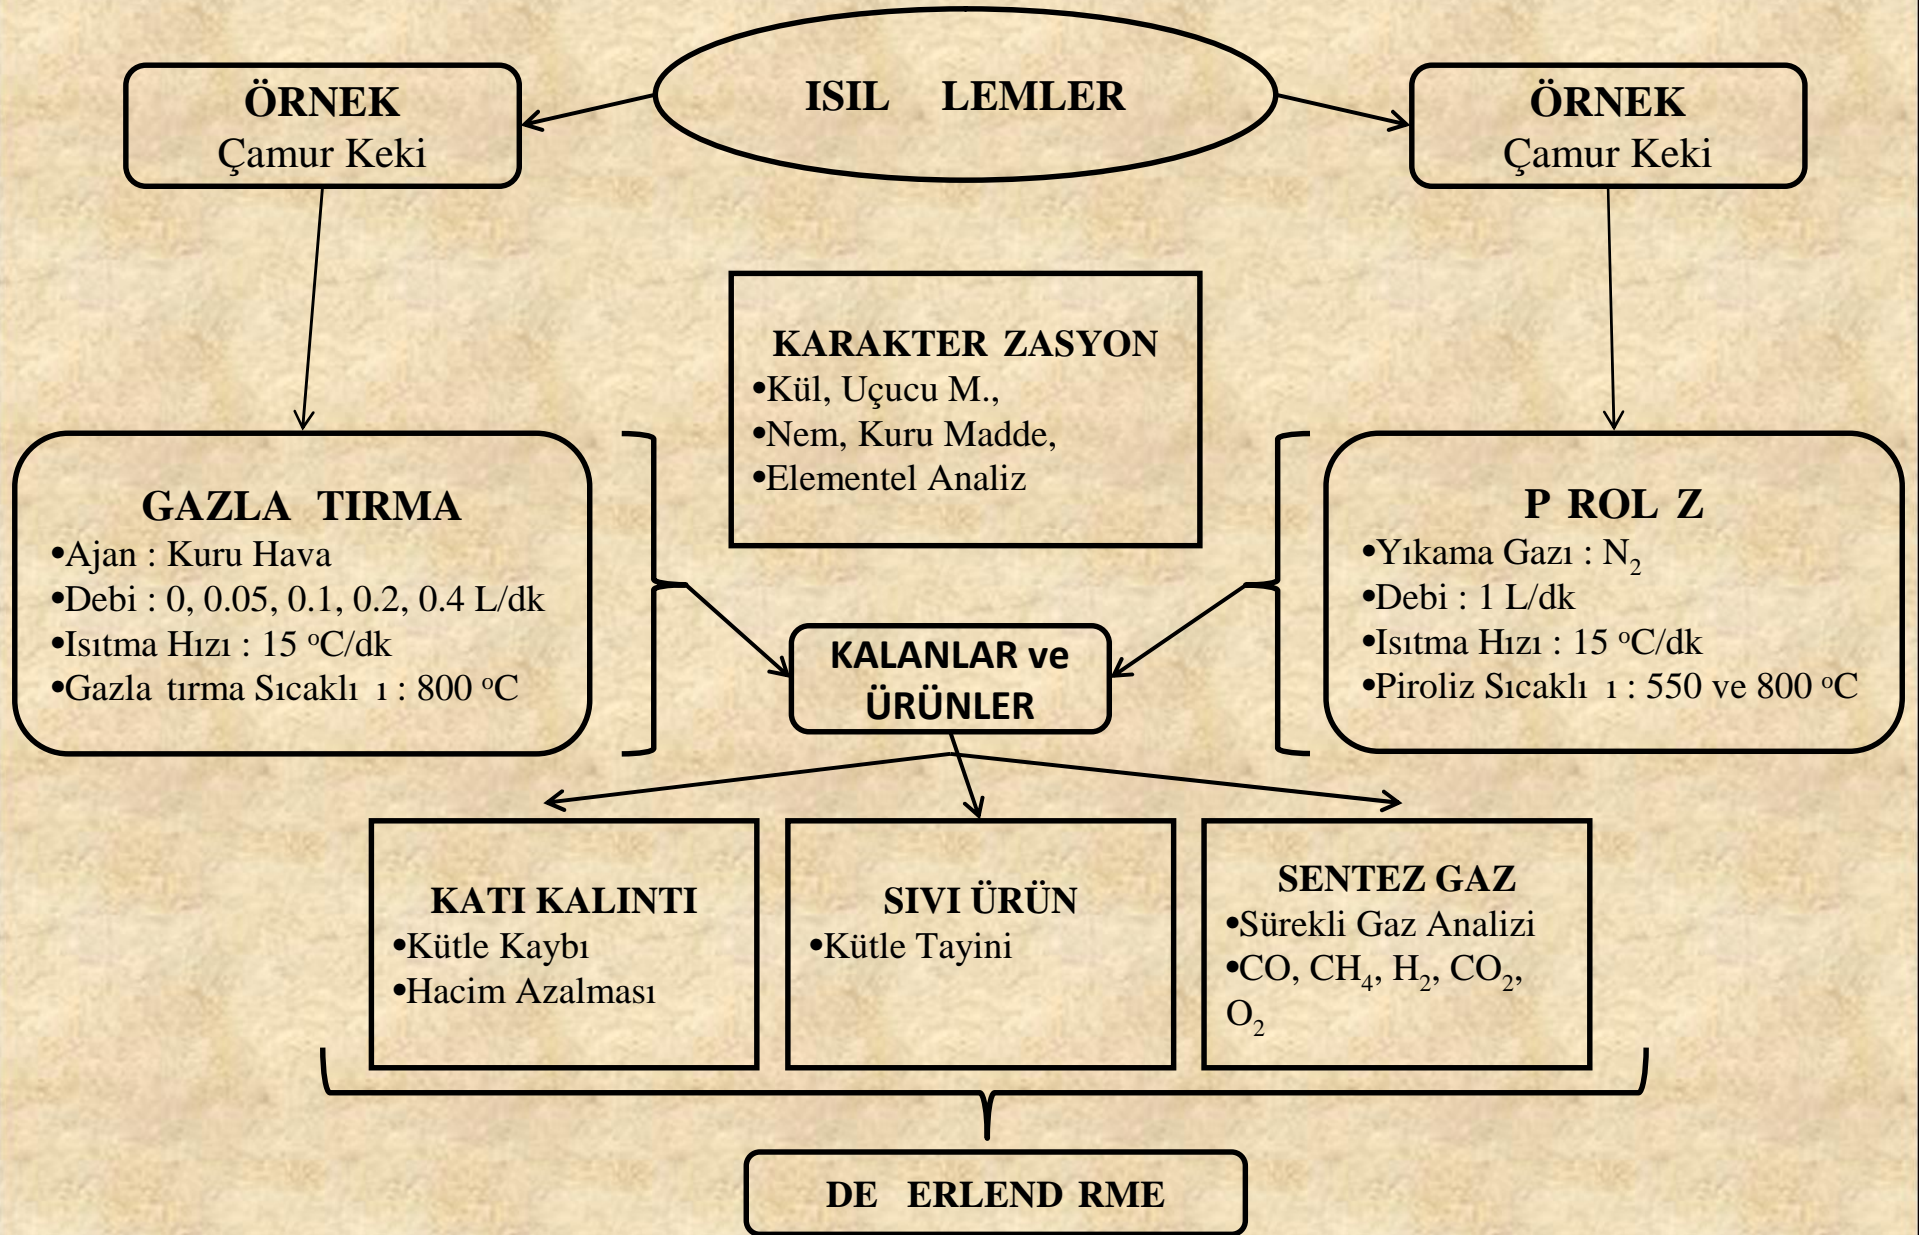 ISIL LEMLER
ÖRNEK
Çamur Keki
ÖRNEK
Çamur Keki
KARAKTER ZASYON
•Kül, Uçucu M.,
•Nem, Kuru Madde,
•Elementel Analiz
GAZLA TIRMA
•Ajan : Kuru Hava
•Debi : 0, 0.05, 0.1, 0.2, 0.4 L/dk
•Isıtma Hızı : 15 °C/dk
•Gazla tırma Sıcaklı ı : 800 °C
P ROL Z
•Yıkama Gazı : N₂
•Debi : 1 L/dk
•Isıtma Hızı : 15 °C/dk
•Piroliz Sıcaklı ı : 550 ve 800 °C
KALANLAR ve
ÜRÜNLER
KATI KALINTI
•Kütle Kaybı
•Hacim Azalması
SIVI ÜRÜN
•Kütle Tayini
SENTEZ GAZ
•Sürekli Gaz Analizi
•CO, CH₄, H₂, CO₂,
O₂
DE ERLEND RME